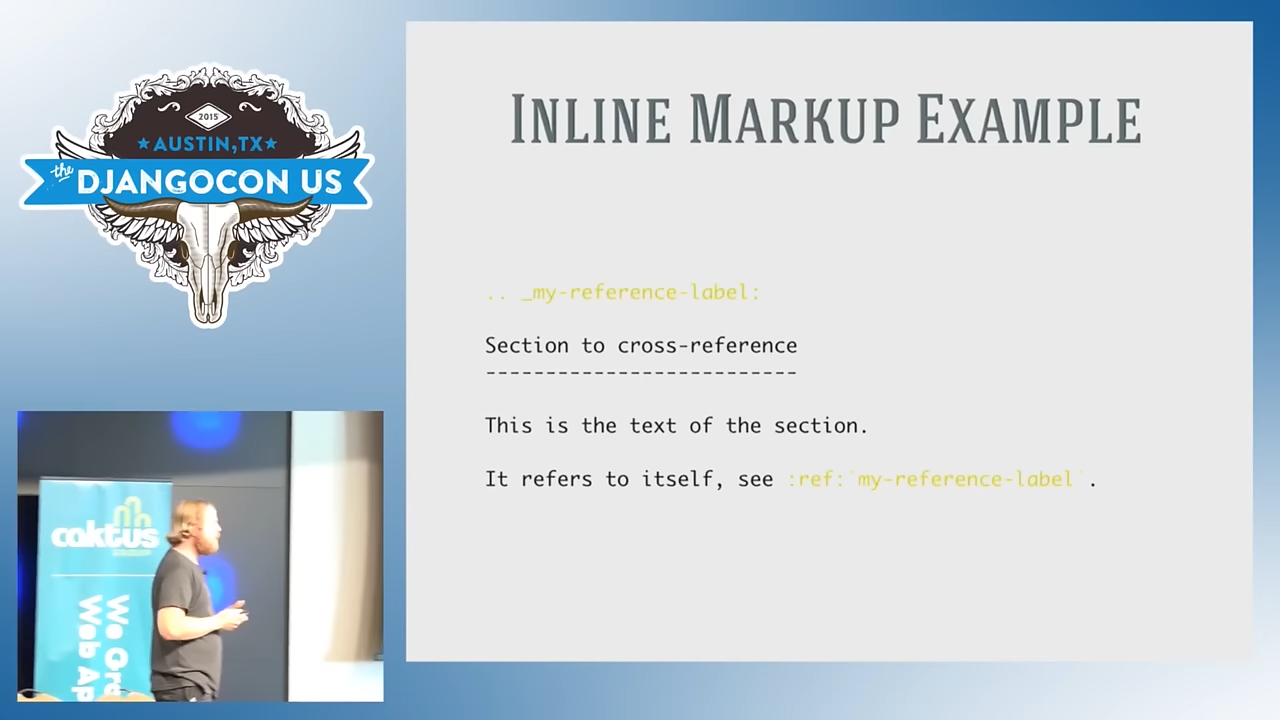 2015
AUSTIN, TX
the
DJANGOCON US
INLINE MARKUP EXAMPLE
.. _my-reference-label:
Section to cross-reference
--------------------------
This is the text of the section.
It refers to itself, see :ref:`my-reference-label`.
caktus
We
Web